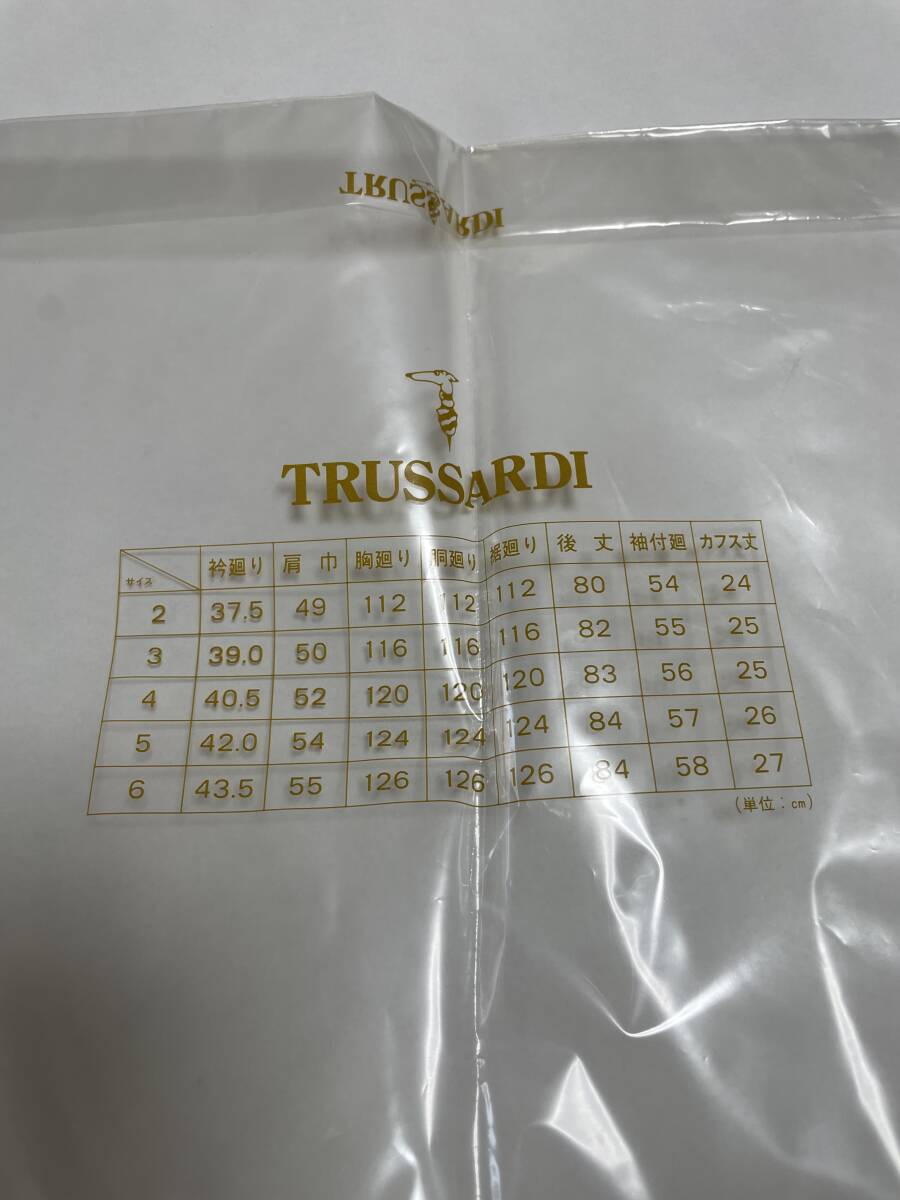 TRUSSARDI
TRUSSARDI
サイズ 衿廻り 肩巾 胸廻り 胴廻り 裾廻り 後丈 袖付廻 カフス丈
2 37.5 49 112 112 112 80 54 24
3 39.0 50 116 116 116 82 55 25
4 40.5 52 120 120 120 83 56 25
5 42.0 54 124 124 124 84 57 26
6 43.5 55 126 126 126 84 58 27
(単位：cm)